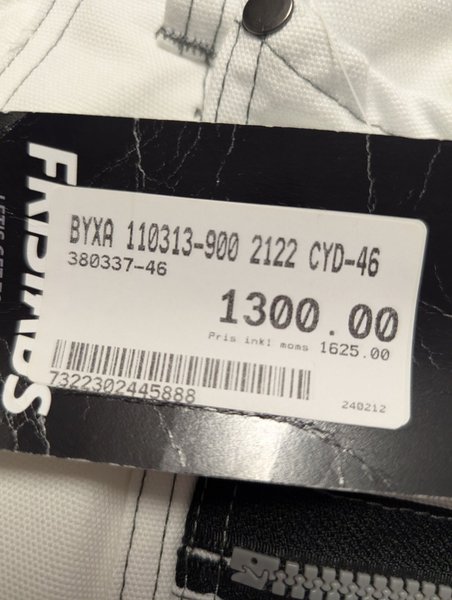 BYXA 110313-900 2122 CYD-46
380337-46
1300.00
Pris inkl moms 1625.00
7322302445888
240212